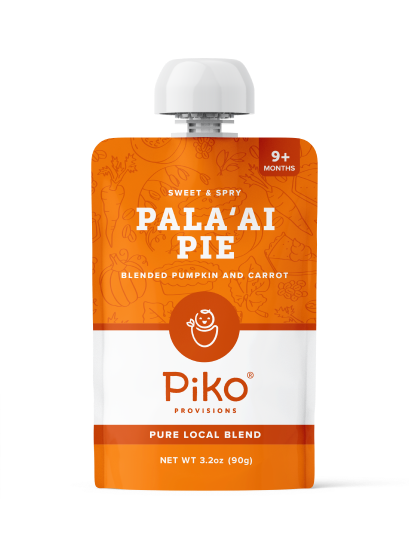 9+
MONTHS
SWEET & SPRY
PALA‘AI
PIE
BLENDED PUMPKIN AND CARROT
Piko®
PROVISIONS
PURE LOCAL BLEND
NET WT 3.2oz (90g)